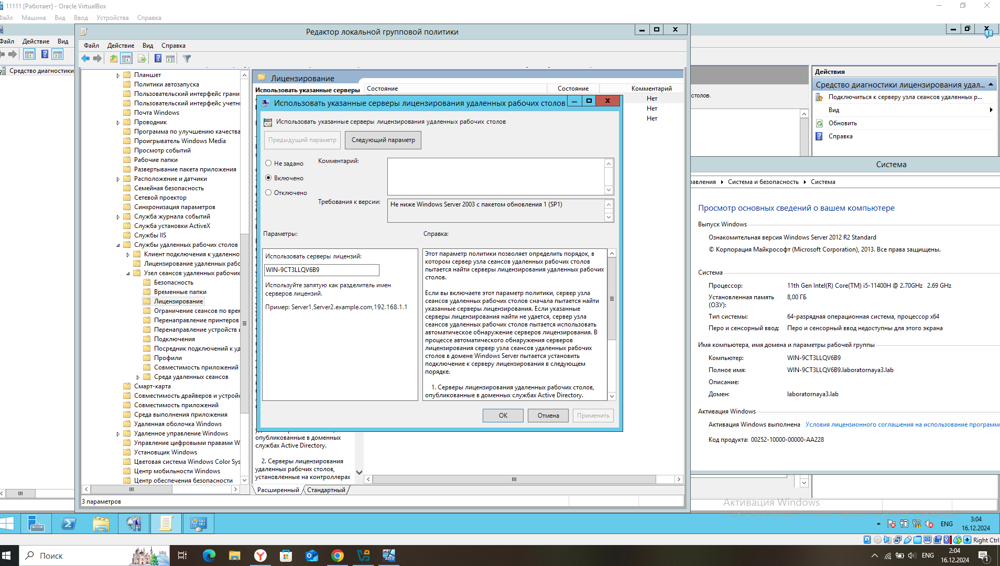 11111 [Работает] - Oracle VirtualBox
Файл Машина Вид Ввод Устройства Справка
Редактор локальной групповой политики
Файл Действие Вид
Файл Действие Вид Справка
Средство диагностики
Планшет
Политики автозапуска
Пользовательский интерфейс грани
Пользовательский интерфейс учетн
Почта Windows
Проводник
Программа по улучшению качества
Проигрыватель Windows Media
Просмотр событий
Рабочие папки
Развертывание пакета приложения
Расположение и датчики
Семейная безопасность
Сетевой проектор
Синхронизация параметров
Служба журнала событий
Служба установки ActiveX
Службы IIS
Службы удаленных рабочих столов
Клиент подключения к удаленно
Лицензирование удаленных рабо
Узел сеансов удаленных рабочих
Безопасность
Временные папки
Лицензирование
Ограничение сеансов по врем
Перенаправление принтеров
Перенаправление устройств и
Подключения
Посредник подключений к уд
Профили
Совместимость приложений
Среда удаленных сеансов
Смарт-карта
Совместимость драйверов и устрой
Совместимость приложений
Среда выполнения приложения
Удаленная оболочка Windows
Удаленное управление Windows
Управление цифровыми правами W
Установщик Windows
Цветовая система Windows Color Sys
Центр мобильности Windows
Центр обеспечения безопасности
Лицензирование
Использовать указанные серверы
Состояние Состояние Комментарий
Нет
Нет
Нет
Использовать указанные серверы лицензирования удаленных рабочих столов
Использовать указанные серверы лицензирования удаленных рабочих столов
Предыдущий параметр Следующий параметр
Не задано
Включено
Отключено
Комментарий:
Требования к версии:
Не ниже Windows Server 2003 с пакетом обновления 1 (SP1)
Параметры:
Справка:
Использовать серверы лицензий:
WIN-9CT3LLQV6B9
Используйте запятую как разделитель имен
серверов лицензий.
Пример: Server1,Server2.example.com,192.168.1.1
Этот параметр политики позволяет определить порядок, в
котором сервер узла сеансов удаленных рабочих столов
пытается найти серверы лицензирования удаленных рабочих
столов.
Если вы включаете этот параметр политики, сервер узла
сеансов удаленных рабочих столов сначала пытается найти
указанные серверы лицензирования. Если указанные
серверы лицензирования найти не удается, сервер узла
сеансов удаленных рабочих столов пытается использовать
автоматическое обнаружение серверов лицензирования. В
процессе автоматического обнаружения серверов
лицензирования сервер узла сеансов удаленных рабочих
столов в домене Windows Server пытается установить
подключение к серверу лицензирования в следующем
порядке.
1. Серверы лицензирования удаленных рабочих столов,
опубликованные в доменных службах Active Directory.
ОК Отмена Применить
опубликованные в доменных
службах Active Directory.
2. Серверы лицензирования
удаленных рабочих столов,
установленные на контроллерах
Расширенный Стандартный
3 параметров
столов.
Действия
Средство диагностики лицензирования удал...
Подключиться к серверу узла сеансов удаленных р...
Вид
Обновить
Справка
Система
равления Система и безопасность Система
Просмотр основных сведений о вашем компьютере
Выпуск Windows
Ознакомительная версия Windows Server 2012 R2 Standard
© Корпорация Майкрософт (Microsoft Corporation), 2013. Все права защищены.
Система
Процессор: 11th Gen Intel(R) Core(TM) i5-11400H @ 2.70GHz 2.69 GHz
Установленная память
(ОЗУ):
8,00 ГБ
Тип системы: 64-разрядная операционная система, процессор x64
Перо и сенсорный ввод: Перо и сенсорный ввод недоступны для этого экрана
Имя компьютера, имя домена и параметры рабочей группы
Компьютер: WIN-9CT3LLQV6B9
Полное имя: WIN-9CT3LLQV6B9.laboratornaya3.lab
Описание:
Домен: laboratornaya3.lab
Активация Windows
Активация Windows выполнена Условия лицензионного соглашения на использование программн
Код продукта: 00252-10000-00000-AA228
Активация Windows
ENG
3:04
16.12.2024
Right Ctrl
Поиск
x64
2012
ENG
2:04
16.12.2024
1